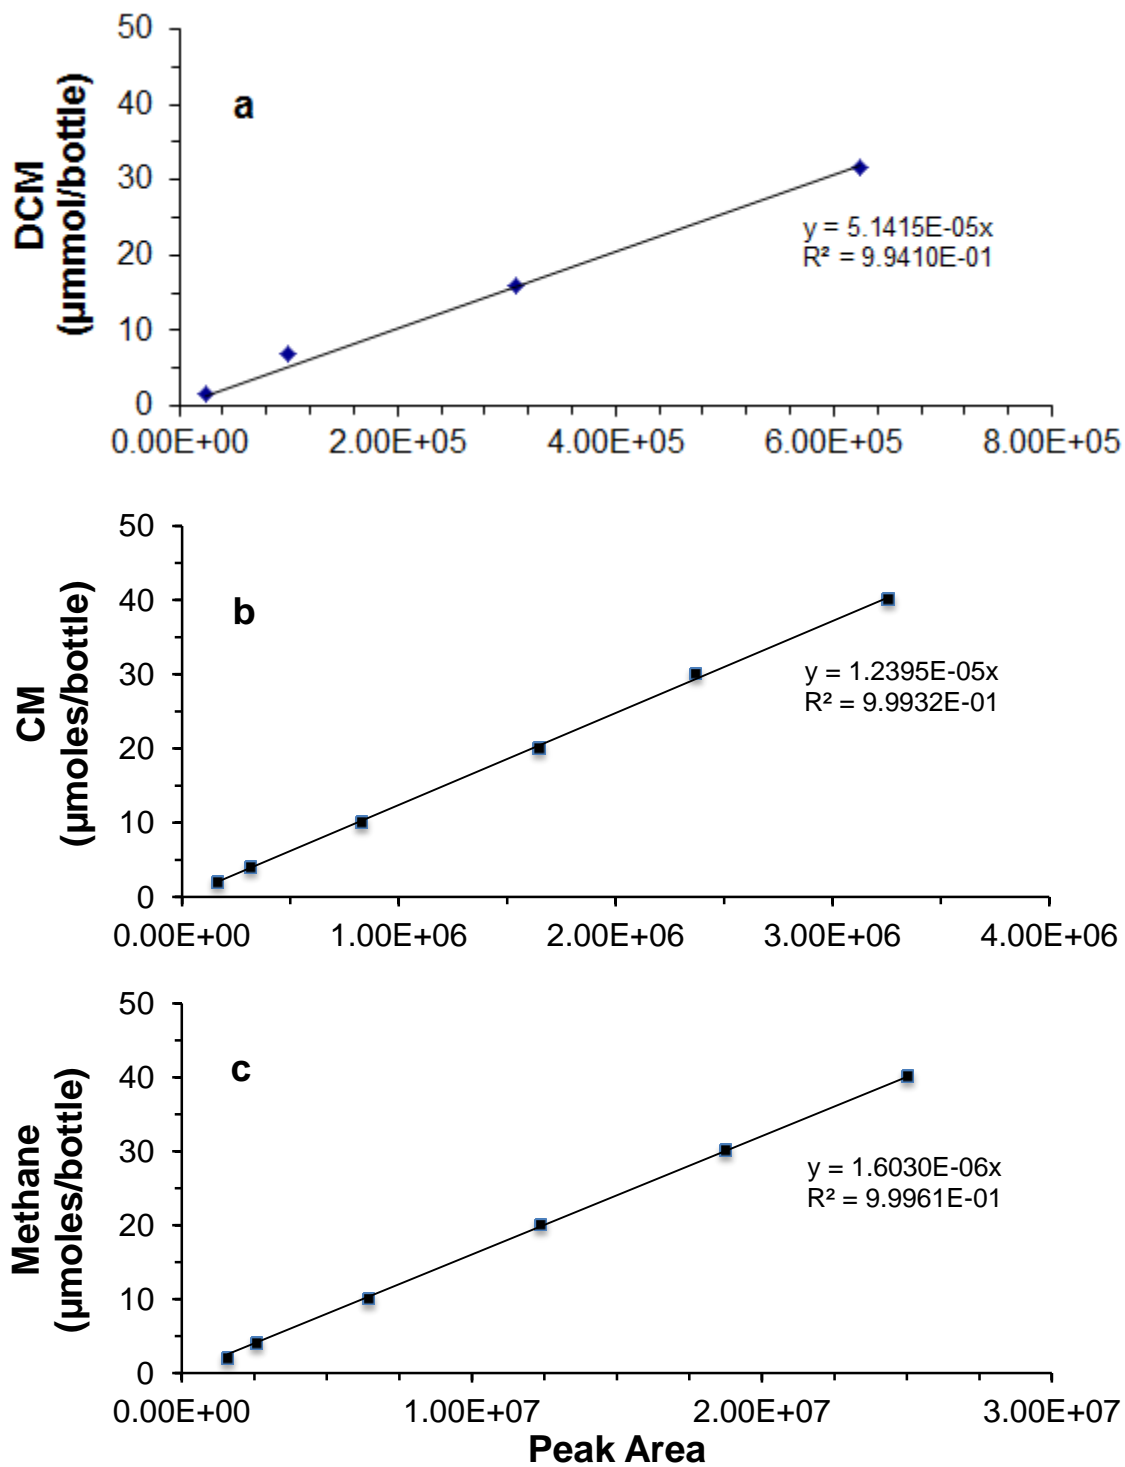 a
DCM
(µmmol/bottle)
50
40
30
20
10
0
y = 5.1415E-05x
R² = 9.9410E-01
0.00E+00 2.00E+05 4.00E+05 6.00E+05 8.00E+05
b
CM
(µmoles/bottle)
50
40
30
20
10
0
y = 1.2395E-05x
R² = 9.9932E-01
0.00E+00 1.00E+06 2.00E+06 3.00E+06 4.00E+06
c
Methane
(µmoles/bottle)
50
40
30
20
10
0
y = 1.6030E-06x
R² = 9.9961E-01
0.00E+00 1.00E+07 2.00E+07 3.00E+07
Peak Area